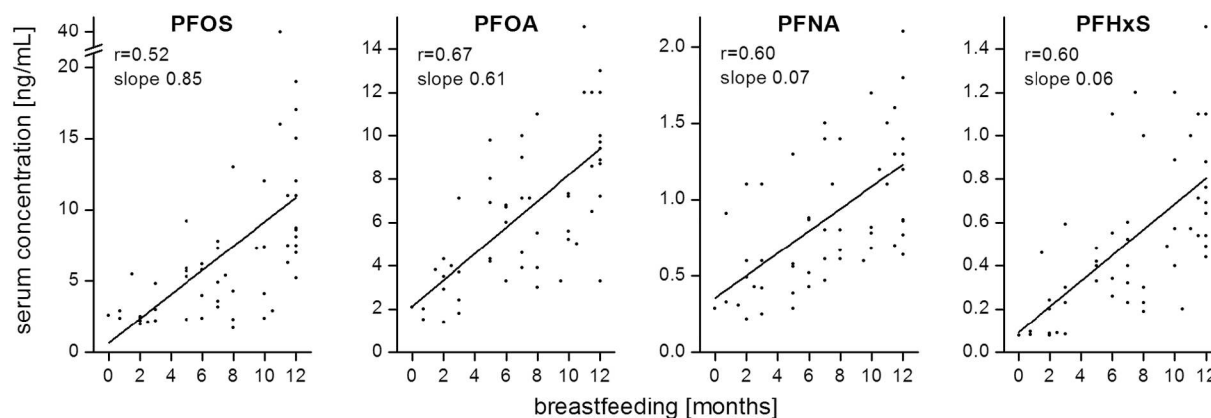 PFOS
PFOA
PFNA
PFHxS
serum concentration [ng/mL]
r=0.52
slope 0.85
40
20
15
10
5
0
0 2 4 6 8 10 12
r=0.67
slope 0.61
14
12
10
8
6
4
2
0
0 2 4 6 8 10 12
r=0.60
slope 0.07
2.0
1.5
1.0
0.5
0.0
0 2 4 6 8 10 12
r=0.60
slope 0.06
1.4
1.2
1.0
0.8
0.6
0.4
0.2
0.0
0 2 4 6 8 10 12
breastfeeding [months]